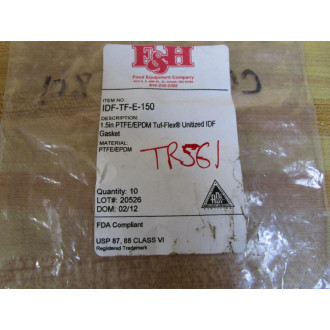 F&H
Food Equipment Company
ITEM NO.:
IDF-TF-E-150
DESCRIPTION:
1.5in PTFE/EPDM Tuf-Flex® Unitized IDF
Gasket
MATERIAL:
PTFE/EPDM
TR561
Quantity: 10
LOT#: 20526
DOM: 02/12
FDA Compliant
USP 87, 88 CLASS VI
Registered Trademark